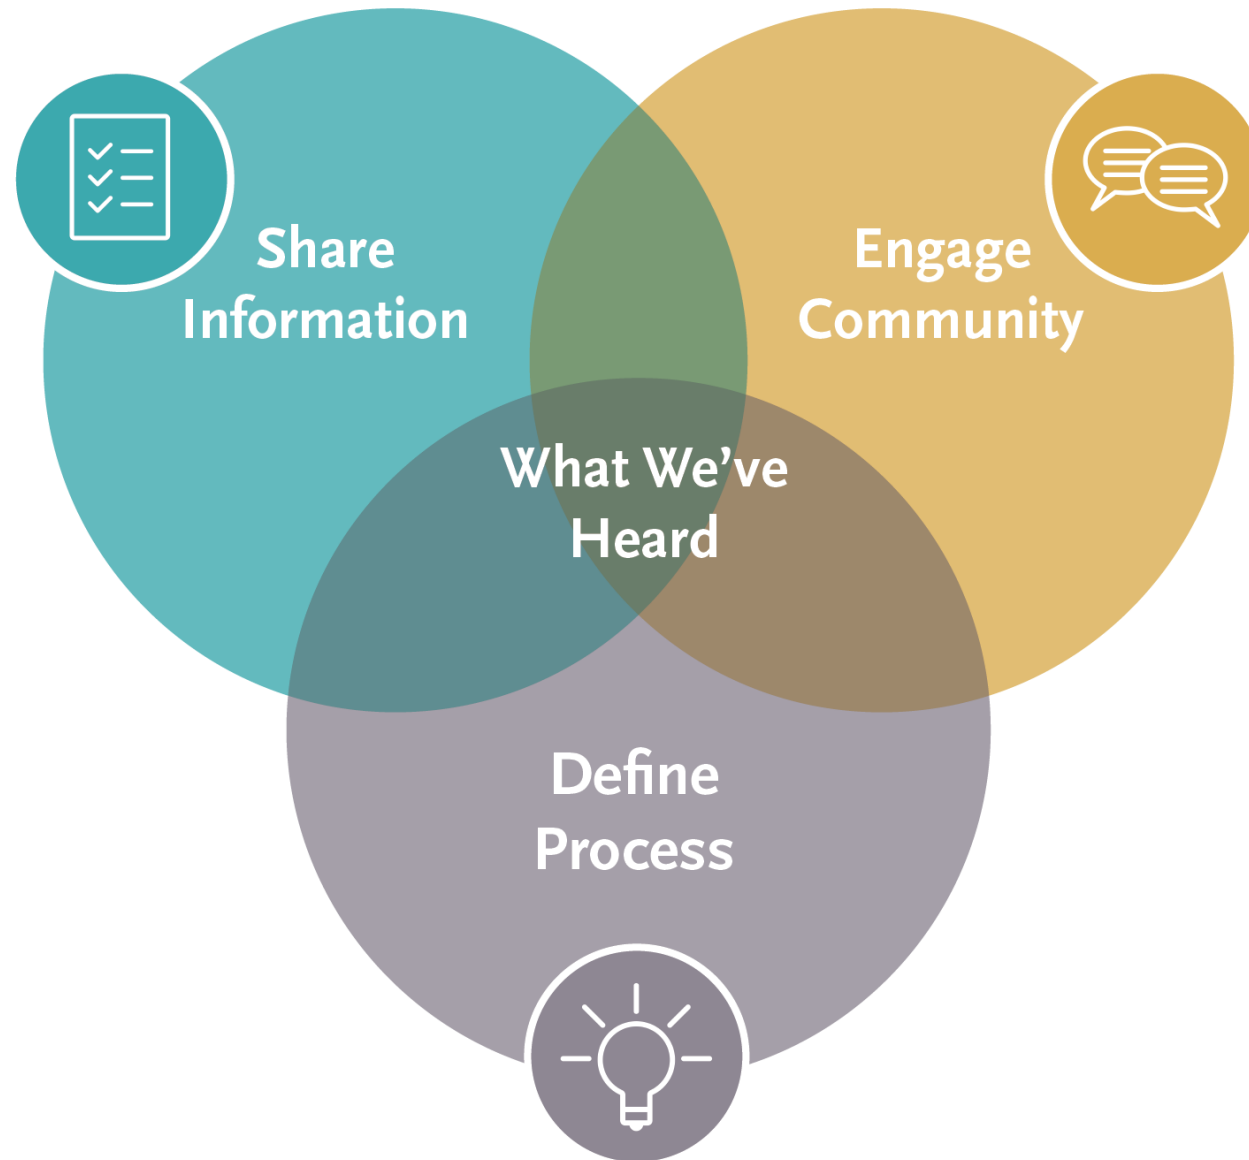 Share
Information
Engage
Community
What We’ve
Heard
Define
Process